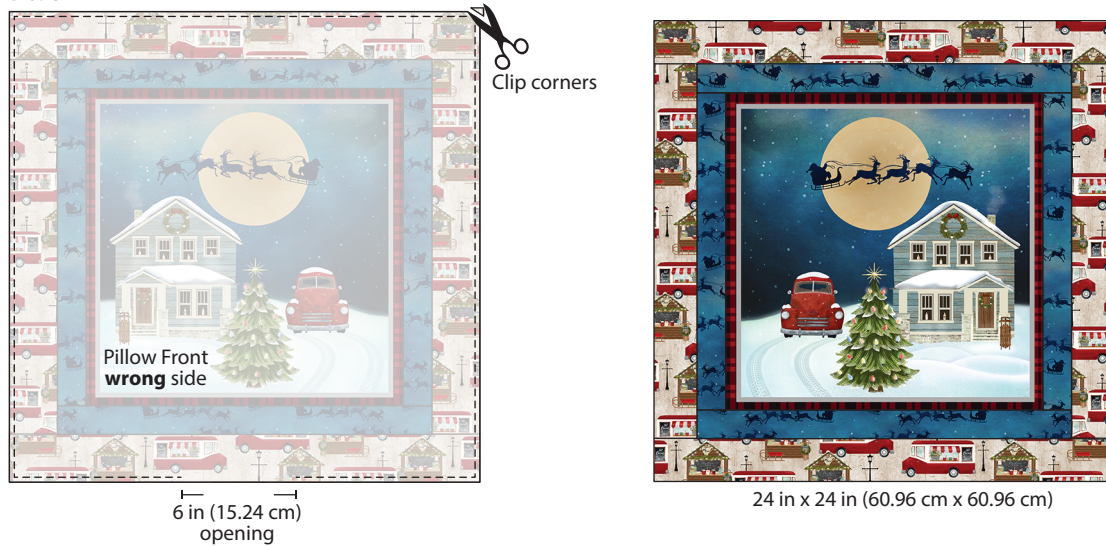 Clip corners
Pillow Front
wrong side
6 in (15.24 cm)
opening
24 in x 24 in (60.96 cm x 60.96 cm)